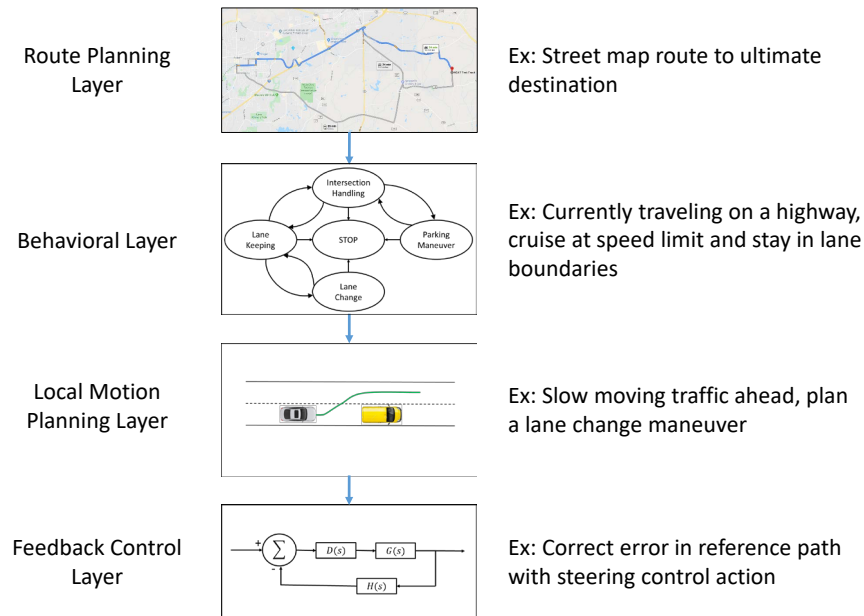 Route Planning
Layer
Ex: Street map route to ultimate
destination
Behavioral Layer
Intersection
Handling
Lane
Keeping
STOP
Parking
Maneuver
Lane
Change
Ex: Currently traveling on a highway,
cruise at speed limit and stay in lane
boundaries
Local Motion
Planning Layer
Ex: Slow moving traffic ahead, plan
a lane change maneuver
Feedback Control
Layer
+
∑
-
D(s)
G(s)
H(s)
Ex: Correct error in reference path
with steering control action